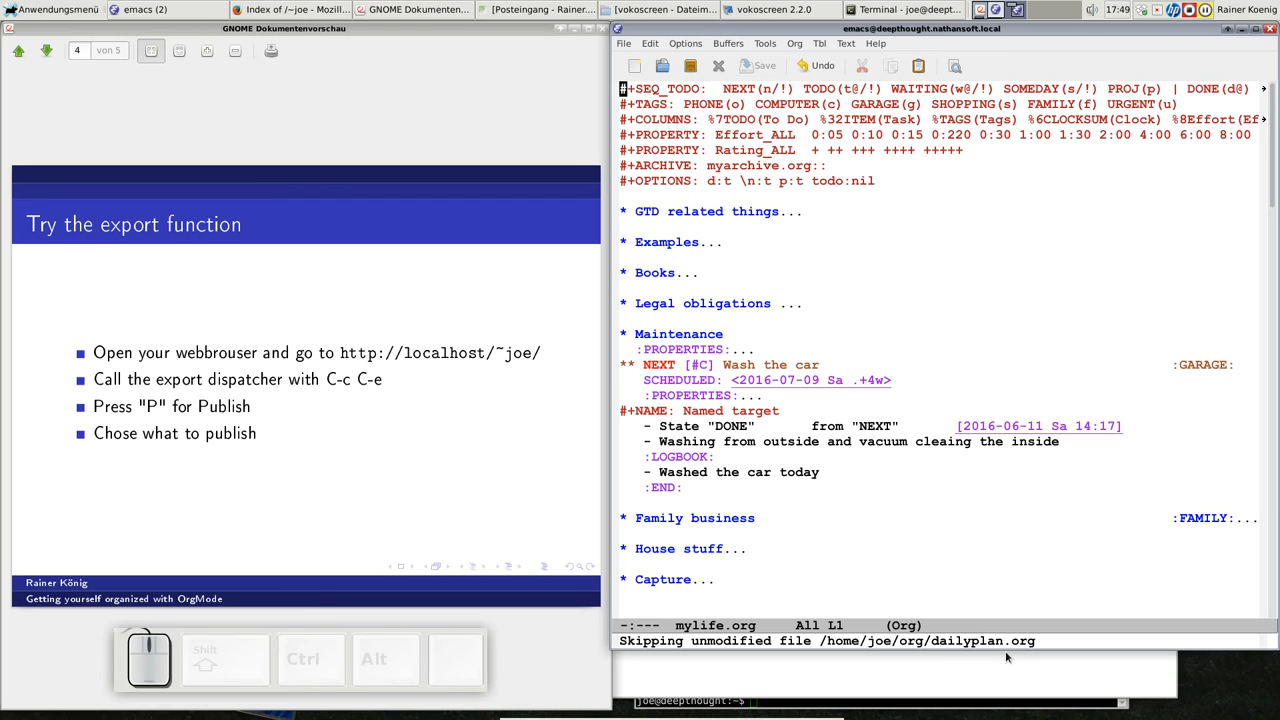 Anwendungsmenü
emacs (2)
Index of /~joe - Mozill...
GNOME Dokumenten...
[Posteingang - Rainer...
[vokoscreen - Dateim...
vokoscreen 2.2.0
Terminal - joe@deept...
17:49
Rainer Koenig
GNOME Dokumentenvorschau
4 von 5
Try the export function
Open your webbrouser and go to http://localhost/~joe/
Call the export dispatcher with C-c C-e
Press "P" for Publish
Chose what to publish
Rainer König
Getting yourself organized with OrgMode
Shift
Ctrl
Alt
emacs@deepthought.nathansoft.local
File Edit Options Buffers Tools Org Tbl Text Help
Save Undo
#+SEQ_TODO: NEXT(n/!) TODO(t@/!) WAITING(w@/!) SOMEDAY(s/!) PROJ(p) | DONE(d@)
#+TAGS: PHONE(o) COMPUTER(c) GARAGE(g) SHOPPING(s) FAMILY(f) URGENT(u)
#+COLUMNS: %7TODO(To Do) %32ITEM(Task) %TAGS(Tags) %6CLOCKSUM(Clock) %8Effort(Ef
#+PROPERTY: Effort_ALL 0:05 0:10 0:15 0:220 0:30 1:00 1:30 2:00 4:00 6:00 8:00
#+PROPERTY: Rating_ALL + ++ +++ ++++ +++++
#+ARCHIVE: myarchive.org::
#+OPTIONS: d:t \n:t p:t todo:nil
* GTD related things...
* Examples...
* Books...
* Legal obligations ...
* Maintenance
:PROPERTIES:...
** NEXT [#C] Wash the car :GARAGE:
SCHEDULED: <2016-07-09 Sa .+4w>
:PROPERTIES:...
#+NAME: Named target
- State "DONE" from "NEXT" [2016-06-11 Sa 14:17]
- Washing from outside and vacuum cleaing the inside
:LOGBOOK:
- Washed the car today
:END:
* Family business :FAMILY:...
* House stuff...
* Capture...
-:--- mylife.org All L1 (Org)
Skipping unmodified file /home/joe/org/dailyplan.org
joe@deepthought:~$